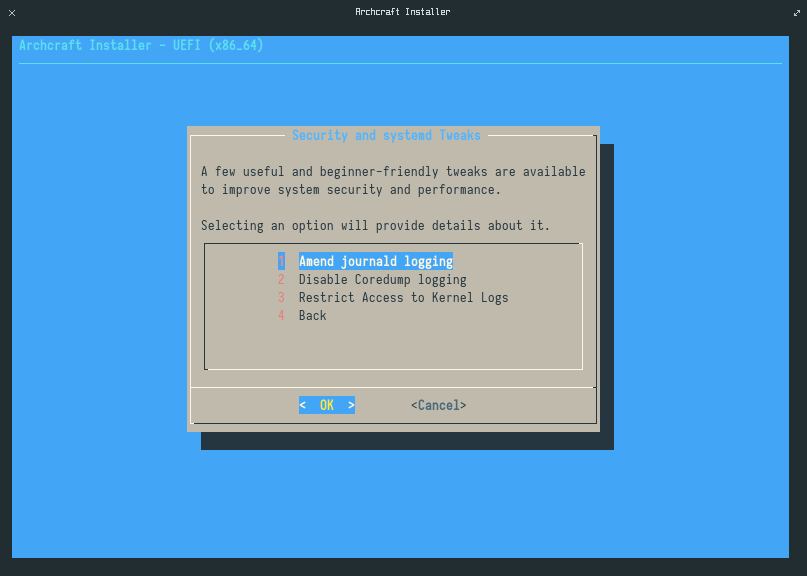 Archcraft Installer
Archcraft Installer - UEFI (x86_64)
Security and systemd Tweaks
A few useful and beginner-friendly tweaks are available
to improve system security and performance.
Selecting an option will provide details about it.
1 Amend journald logging
2 Disable Coredump logging
3 Restrict Access to Kernel Logs
4 Back
< OK > <Cancel>